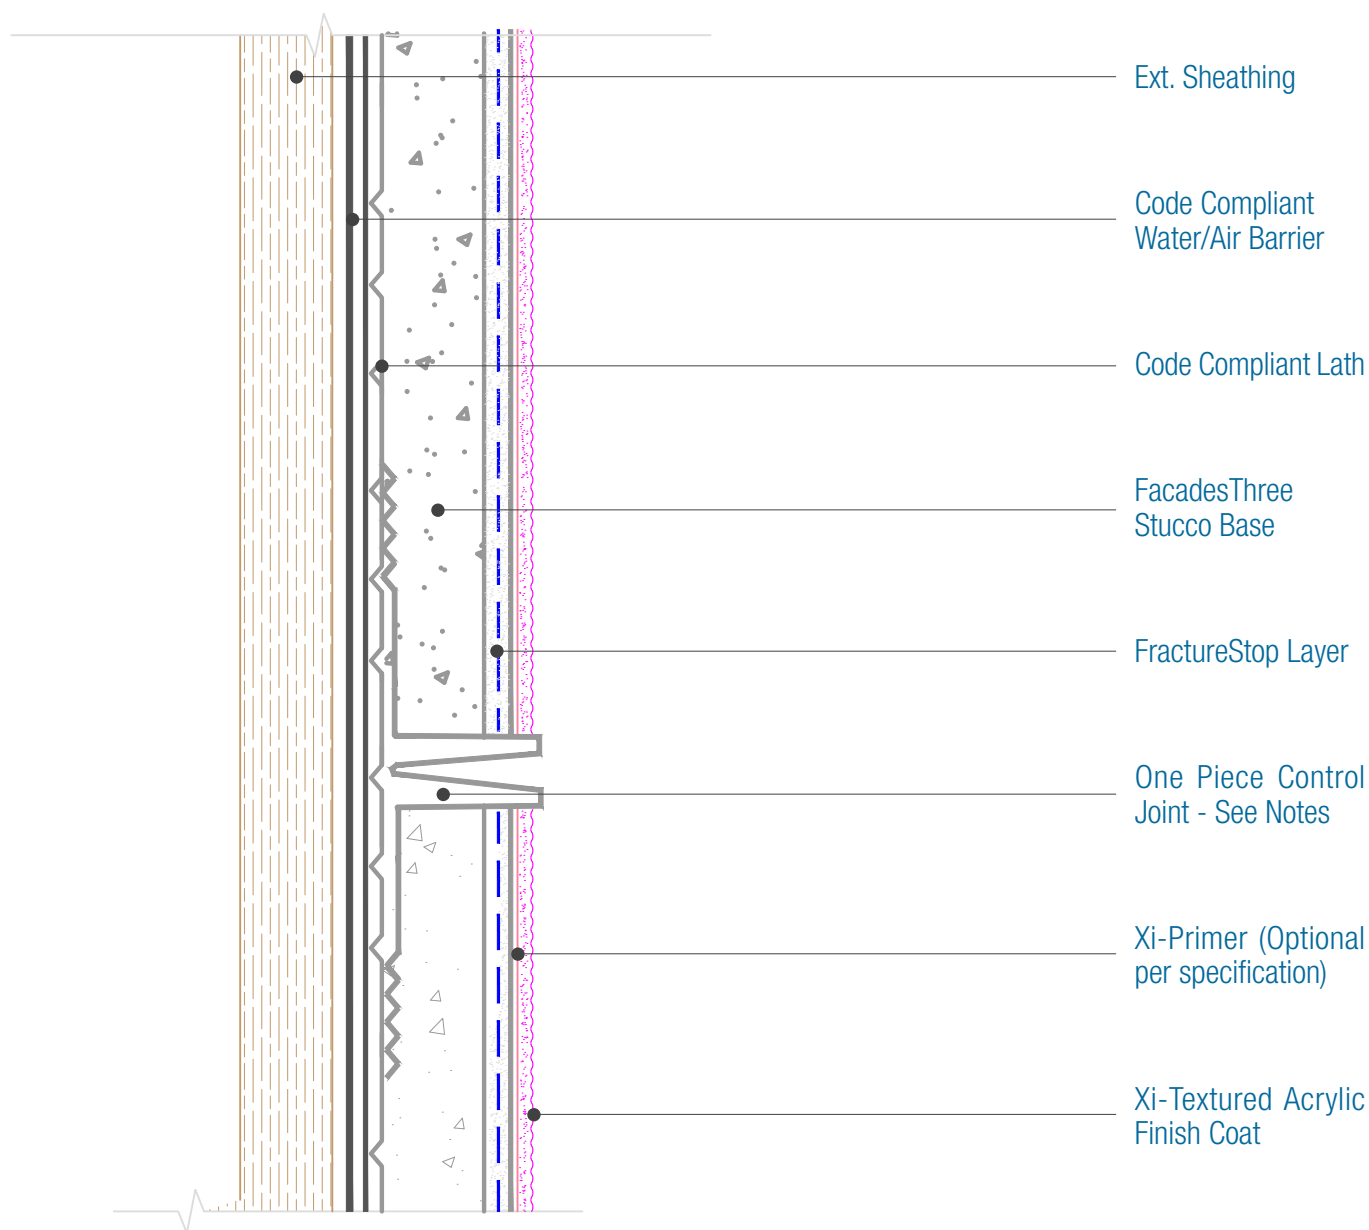 Ext. Sheathing
Code Compliant
Water/Air Barrier
Code Compliant Lath
FacadesThree
Stucco Base
FractureStop Layer
One Piece Control
Joint - See Notes
Xi-Primer (Optional
per specification)
Xi-Textured Acrylic
Finish Coat